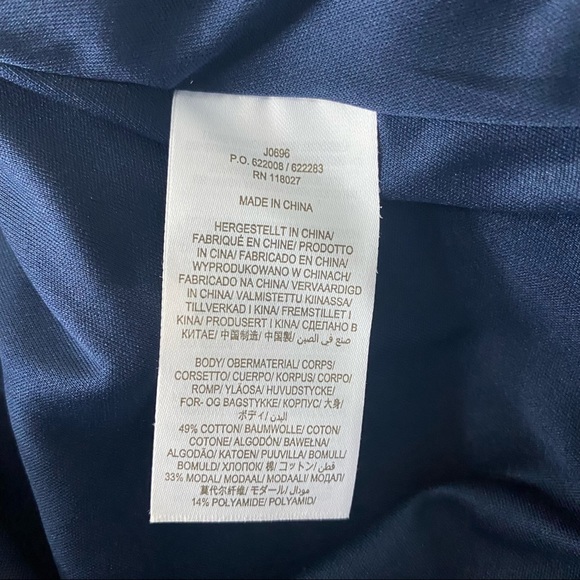 J0696
P.O. 622008 / 622283
RN 118027
MADE IN CHINA
HERGESTELLT IN CHINA/
FABRIQUÉ EN CHINE/ PRODOTTO
IN CINA/ FABRICADO EN CHINA/
WYPRODUKOWANO W CHINACH/
FABRICADO NA CHINA/ VERVAARDIGD
IN CHINA/ VALMISTETTU KIINASSA/
TILLVERKAD I KINA/ FREMSTILLET I
KINA/ PRODUSERT I KINA/ СДЕЛАНО В
КИТАЕ/ 中国制造/ 中国製/ صنع في الصين/
BODY/ OBERMATERIAL/ CORPS/
CORSETTO/ CUERPO/ KORPUS/ CORPO/
ROMP/ YLÄOSA/ HUVUDSTYCKE/
FOR- OG BAGSTYKKE/ КОРПУС/ 大身/
ボディ/ البدن/
49% COTTON/ BAUMWOLLE/ COTON/
COTONE/ ALGODÓN/ BAWEŁNA/
ALGODÃO/ KATOEN/ PUUVILLA/ BOMULL/
BOMULD/ ХЛОПОК/ 棉/ コットン/ قطن/
33% MODAL/ MODAAL/ MODAALI/ МОДАЛ/
莫代尔纤维/ モダール/ مودال/
14% POLYAMIDE/ POLYAMID/